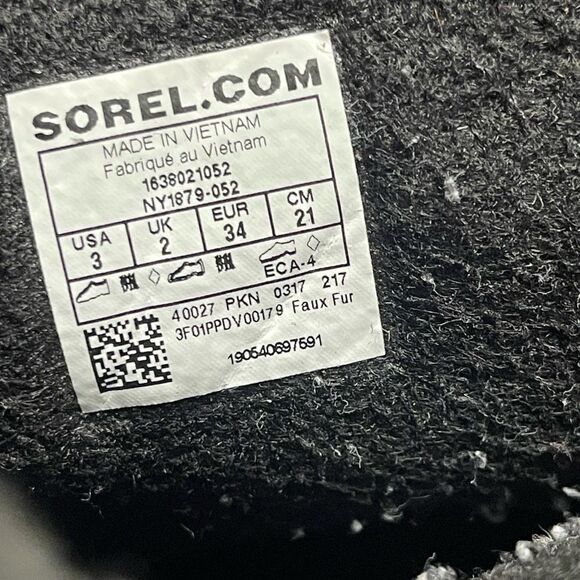 SOREL.COM
MADE IN VIETNAM
Fabriqué au Vietnam
1638021052
NY1879-052
USA UK EUR CM
3 2 34 21
ECA-4
40027 PKN 0317 217
3F01PPDV00179 Faux Fur
190540697591